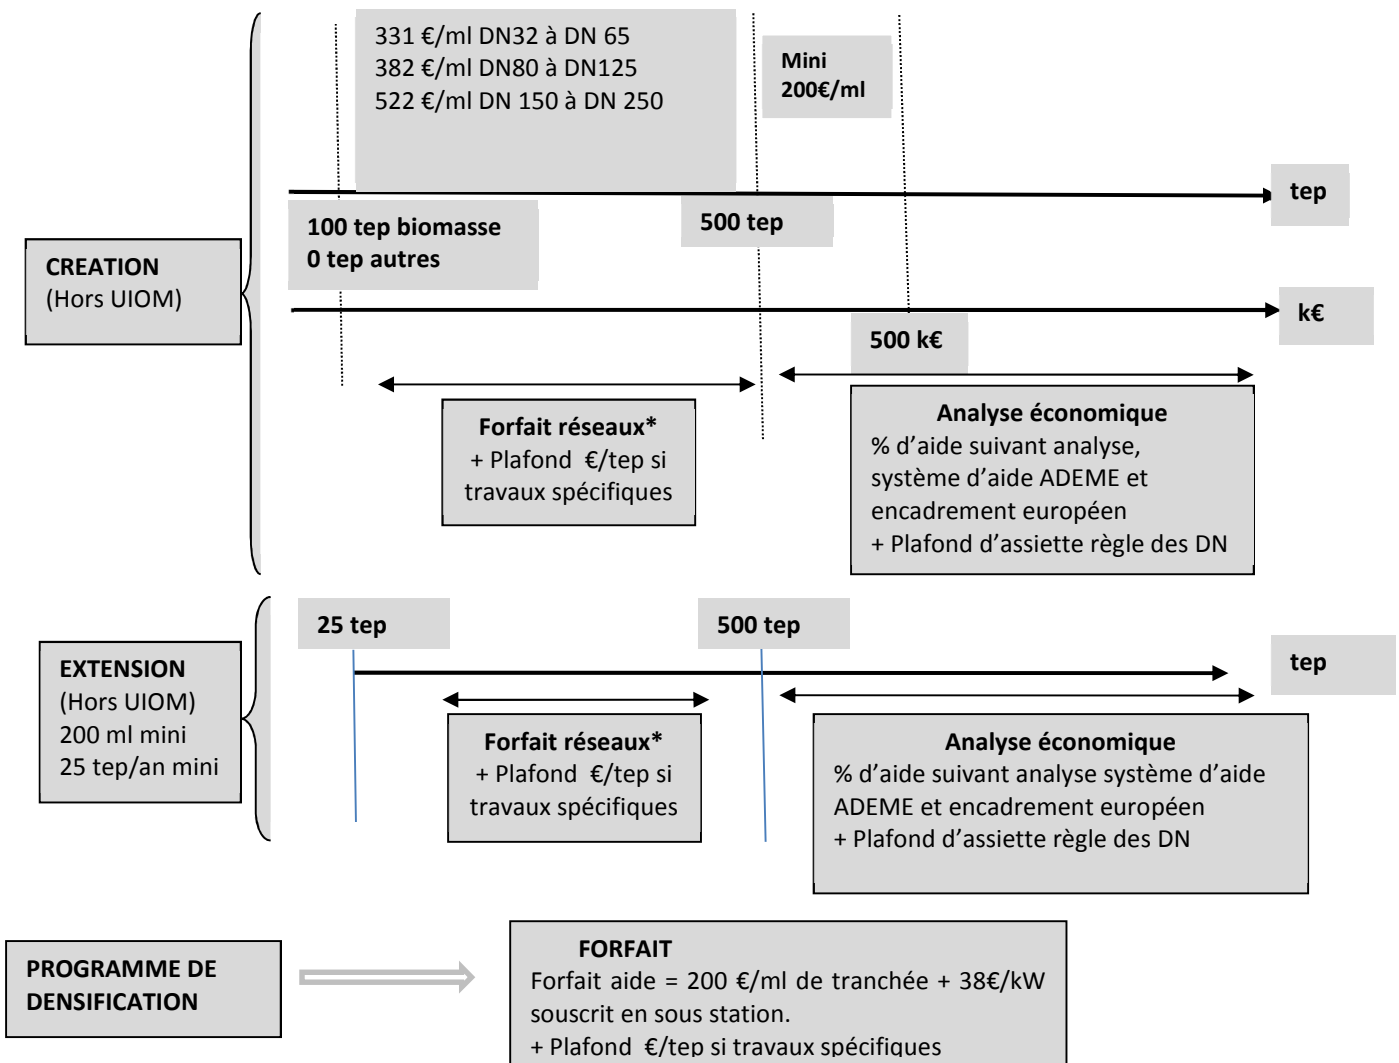 331 €/ml DN32 à DN 65
382 €/ml DN80 à DN125
522 €/ml DN 150 à DN 250
Mini
200€/ml
tep
100 tep biomasse
0 tep autres
500 tep
CREATION
(Hors UIOM)
k€
500 k€
Forfait réseaux*
+ Plafond €/tep si
travaux spécifiques
Analyse économique
% d’aide suivant analyse,
système d’aide ADEME et
encadrement européen
+ Plafond d’assiette règle des DN
25 tep
500 tep
tep
EXTENSION
(Hors UIOM)
200 ml mini
25 tep/an mini
Forfait réseaux*
+ Plafond €/tep si
travaux spécifiques
Analyse économique
% d’aide suivant analyse système d’aide
ADEME et encadrement européen
+ Plafond d’assiette règle des DN
PROGRAMME DE
DENSIFICATION
FORFAIT
Forfait aide = 200 €/ml de tranchée + 38€/kW
souscrit en sous station.
+ Plafond €/tep si travaux spécifiques